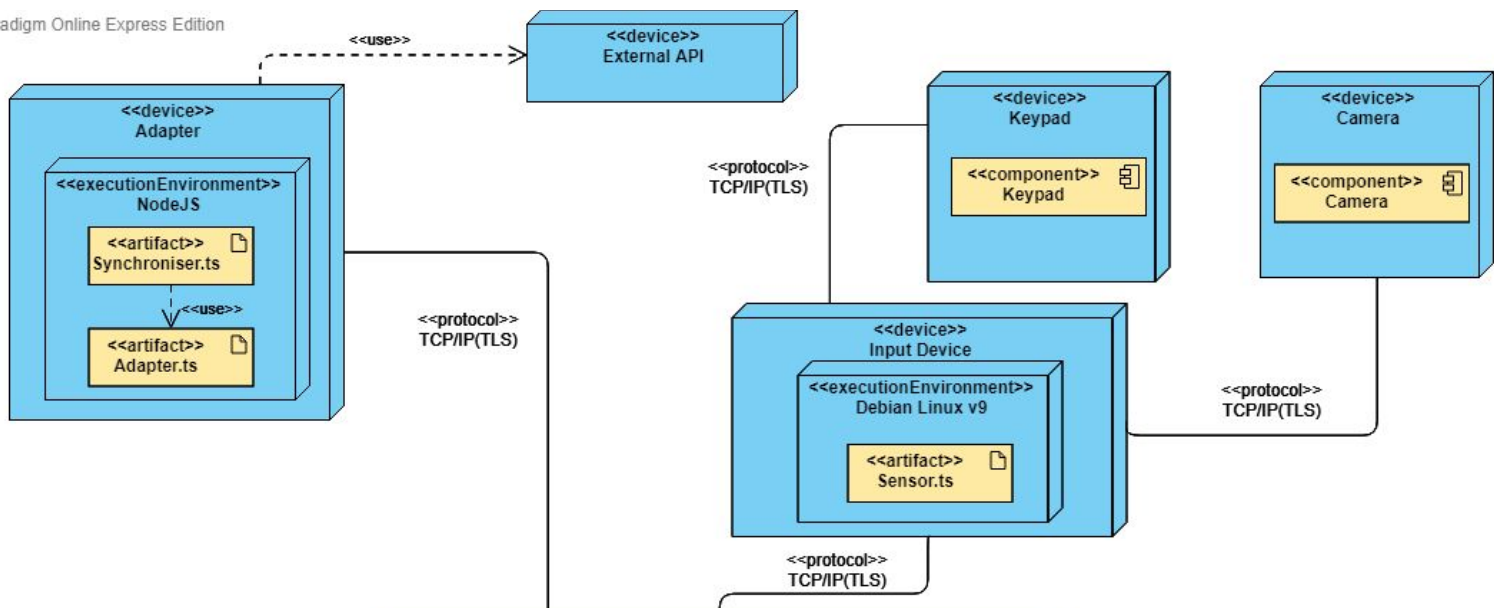 adigm Online Express Edition
<<use>>
<<device>>
External API
<<device>>
Adapter
<<executionEnvironment>>
NodeJS
<<artifact>>
Synchroniser.ts
<<use>>
<<artifact>>
Adapter.ts
<<protocol>>
TCP/IP(TLS)
<<protocol>>
TCP/IP(TLS)
<<device>>
Keypad
<<component>>
Keypad
<<device>>
Camera
<<component>>
Camera
<<device>>
Input Device
<<executionEnvironment>>
Debian Linux v9
<<artifact>>
Sensor.ts
<<protocol>>
TCP/IP(TLS)
<<protocol>>
TCP/IP(TLS)